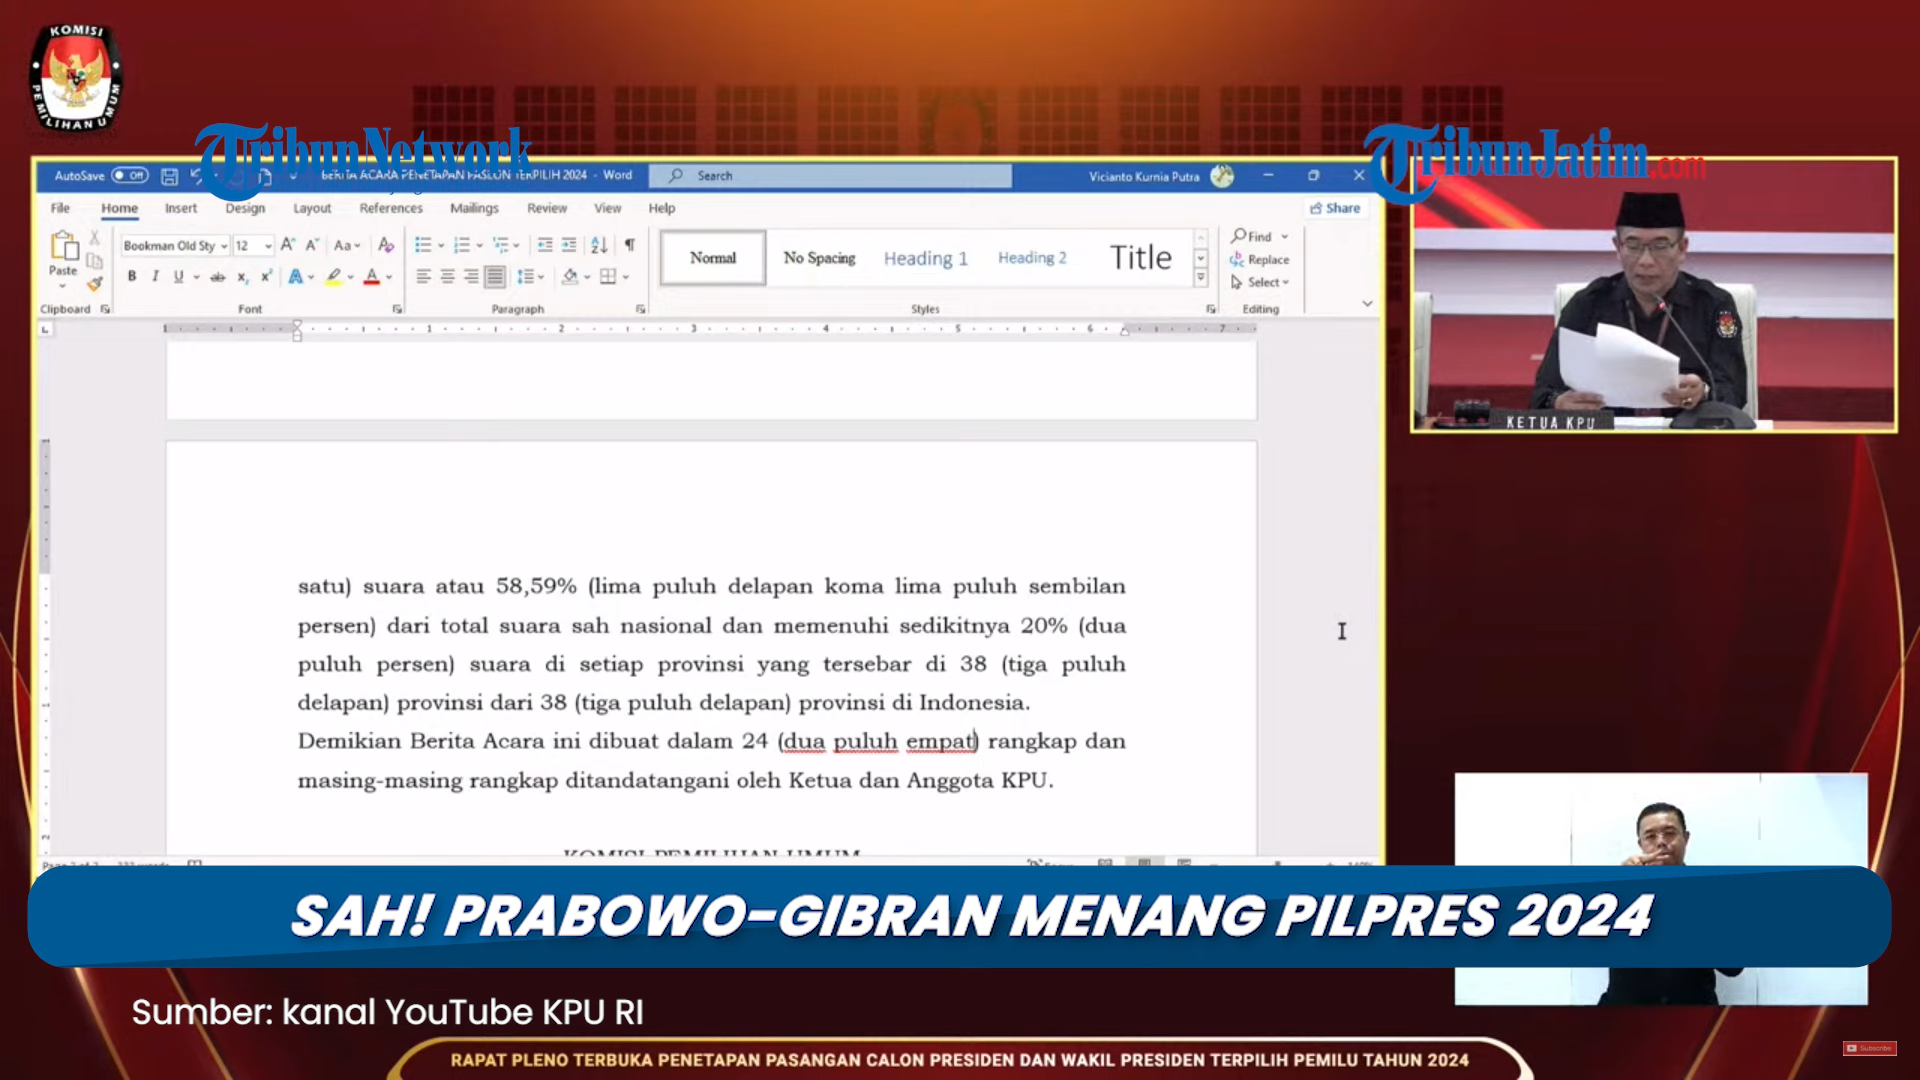 KOMISI
PEMILIHAN UMUM
TribunNetwork
TribunJatim.com
AutoSave Off
BERITA ACARA PENETAPAN PASLON TERPILIH 2024 - Word
Search
Vicianto Kurnia Putra
File Home Insert Design Layout References Mailings Review View Help
Share
Bookman Old Sty 12
Paste
Normal
No Spacing
Heading 1
Heading 2
Title
Find
Replace
Select
Clipboard
Font
Paragraph
Styles
Editing
KETUA KPU
satu) suara atau 58,59% (lima puluh delapan koma lima puluh sembilan
persen) dari total suara sah nasional dan memenuhi sedikitnya 20% (dua
puluh persen) suara di setiap provinsi yang tersebar di 38 (tiga puluh
delapan) provinsi dari 38 (tiga puluh delapan) provinsi di Indonesia.
Demikian Berita Acara ini dibuat dalam 24 (dua puluh empat) rangkap dan
masing-masing rangkap ditandatangani oleh Ketua dan Anggota KPU.
KOMISI PEMILIHAN UMUM
SAH! PRABOWO-GIBRAN MENANG PILPRES 2024
Sumber: kanal YouTube KPU RI
RAPAT PLENO TERBUKA PENETAPAN PASANGAN CALON PRESIDEN DAN WAKIL PRESIDEN TERPILIH PEMILU TAHUN 2024
Subscribe